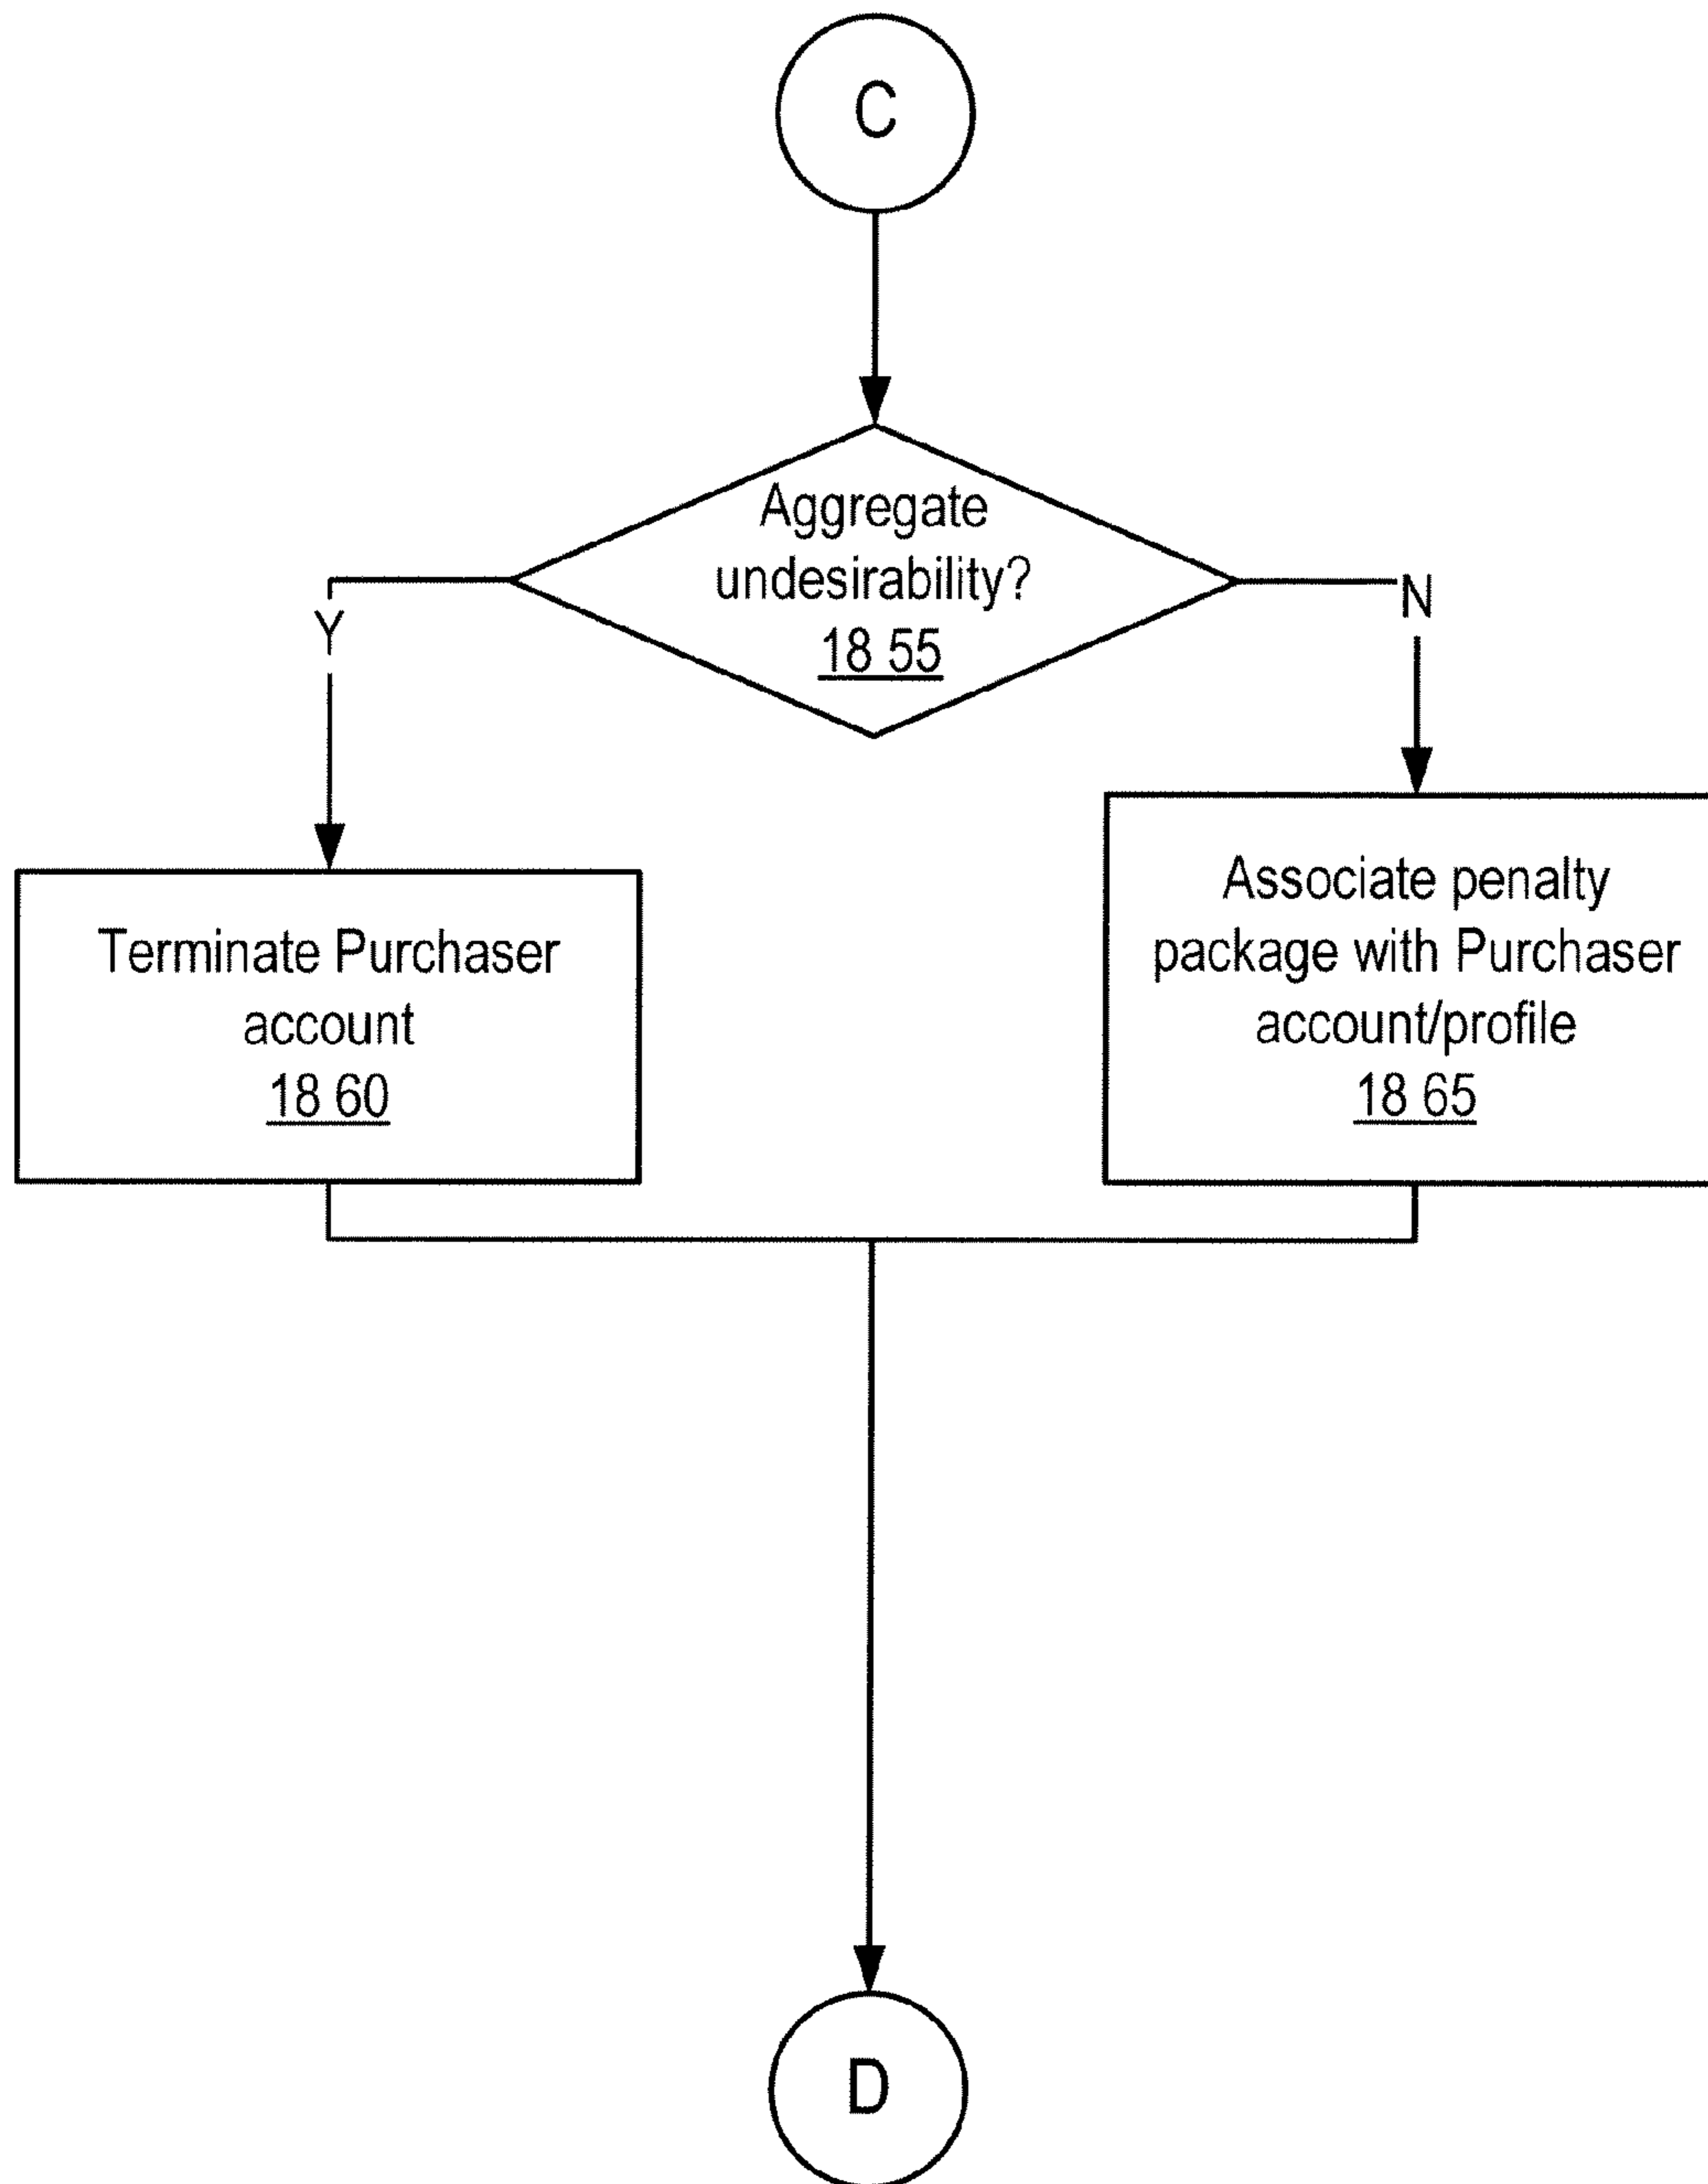 C
Aggregate
undesirability?
18 55
Y
N
Terminate Purchaser
account
18 60
Associate penalty
package with Purchaser
account/profile
18 65
D